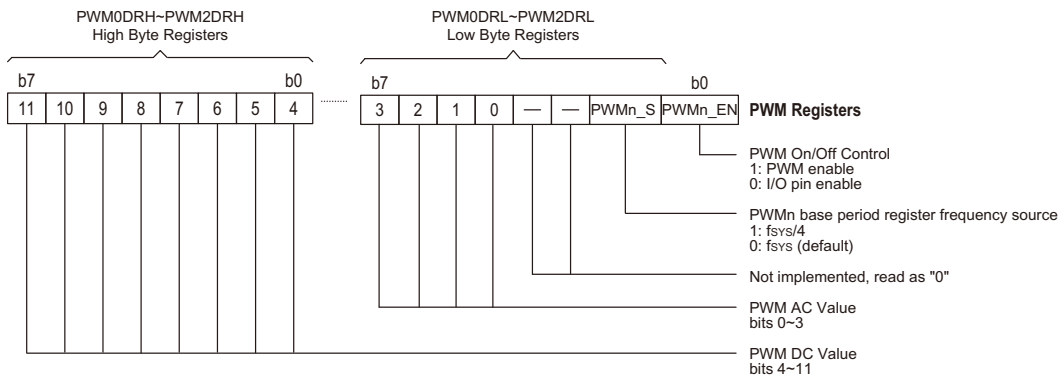 PWM0DRH~PWM2DRH
High Byte Registers
PWM0DRL~PWM2DRL
Low Byte Registers
b7 b0 b7 b0
11 10 9 8 7 6 5 4 3 2 1 0 — — PWMn_S PWMn_EN PWM Registers
PWM On/Off Control
1: PWM enable
0: I/O pin enable
PWMn base period register frequency source
1: fSYS/4
0: fSYS (default)
Not implemented, read as "0"
PWM AC Value
bits 0~3
PWM DC Value
bits 4~11